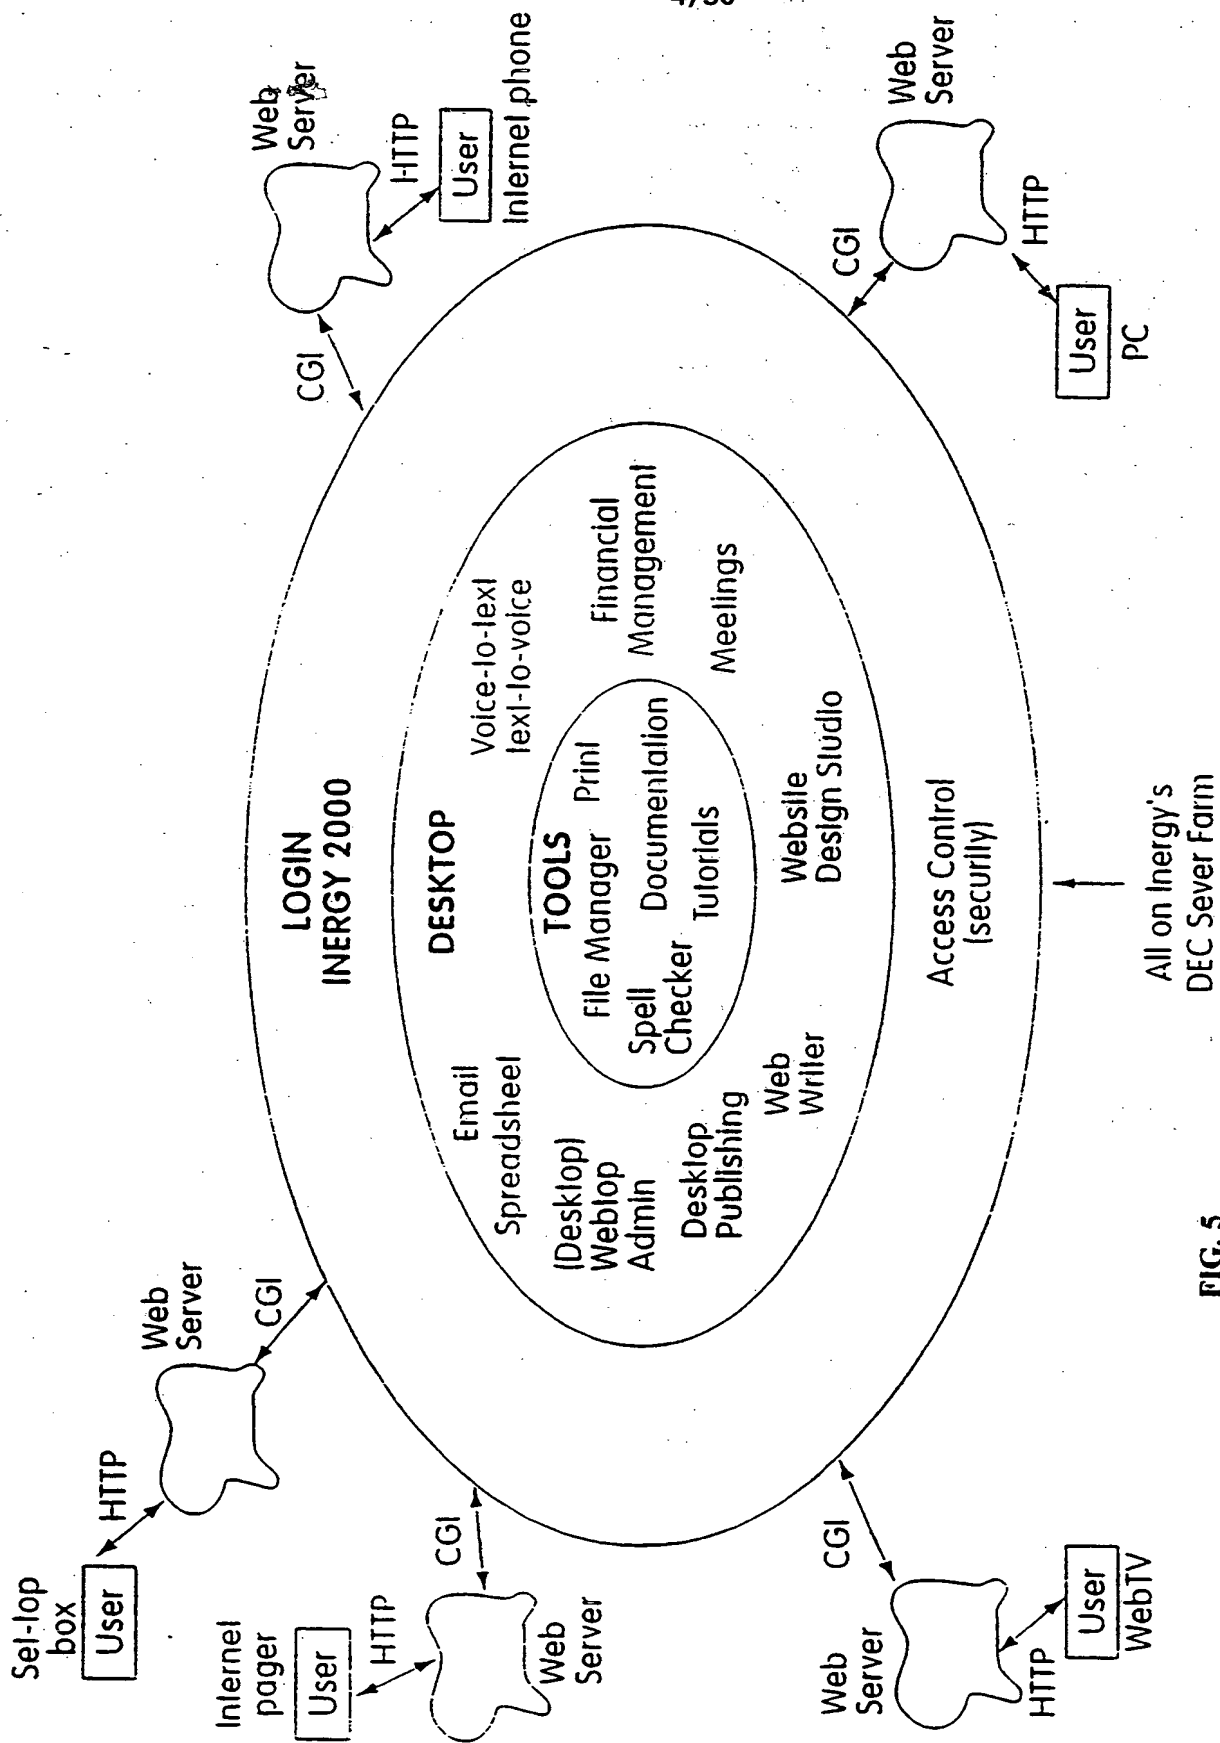 Set-top
box
User
HTTP
Web
Server
CGI
Web
Server
HTTP
User
Internet phone
CGI
Internet
pager
User
HTTP
CGI
Web
Server
LOGIN
INERGY 2000
DESKTOP
Email
Spreadsheet
(Desktop)
Webtop
Admin
Desktop
Publishing
Web
Writer
Voice-to-text
text-to-voice
Financial
Management
Meetings
Website
Design Studio
TOOLS
File Manager
Print
Spell
Checker
Documentation
Tutorials
Access Control
(security)
Web
Server
CGI
HTTP
User
WebTV
Web
Server
CGI
HTTP
User
PC
All on Inergy's
DEC Sever Farm
FIG. 5